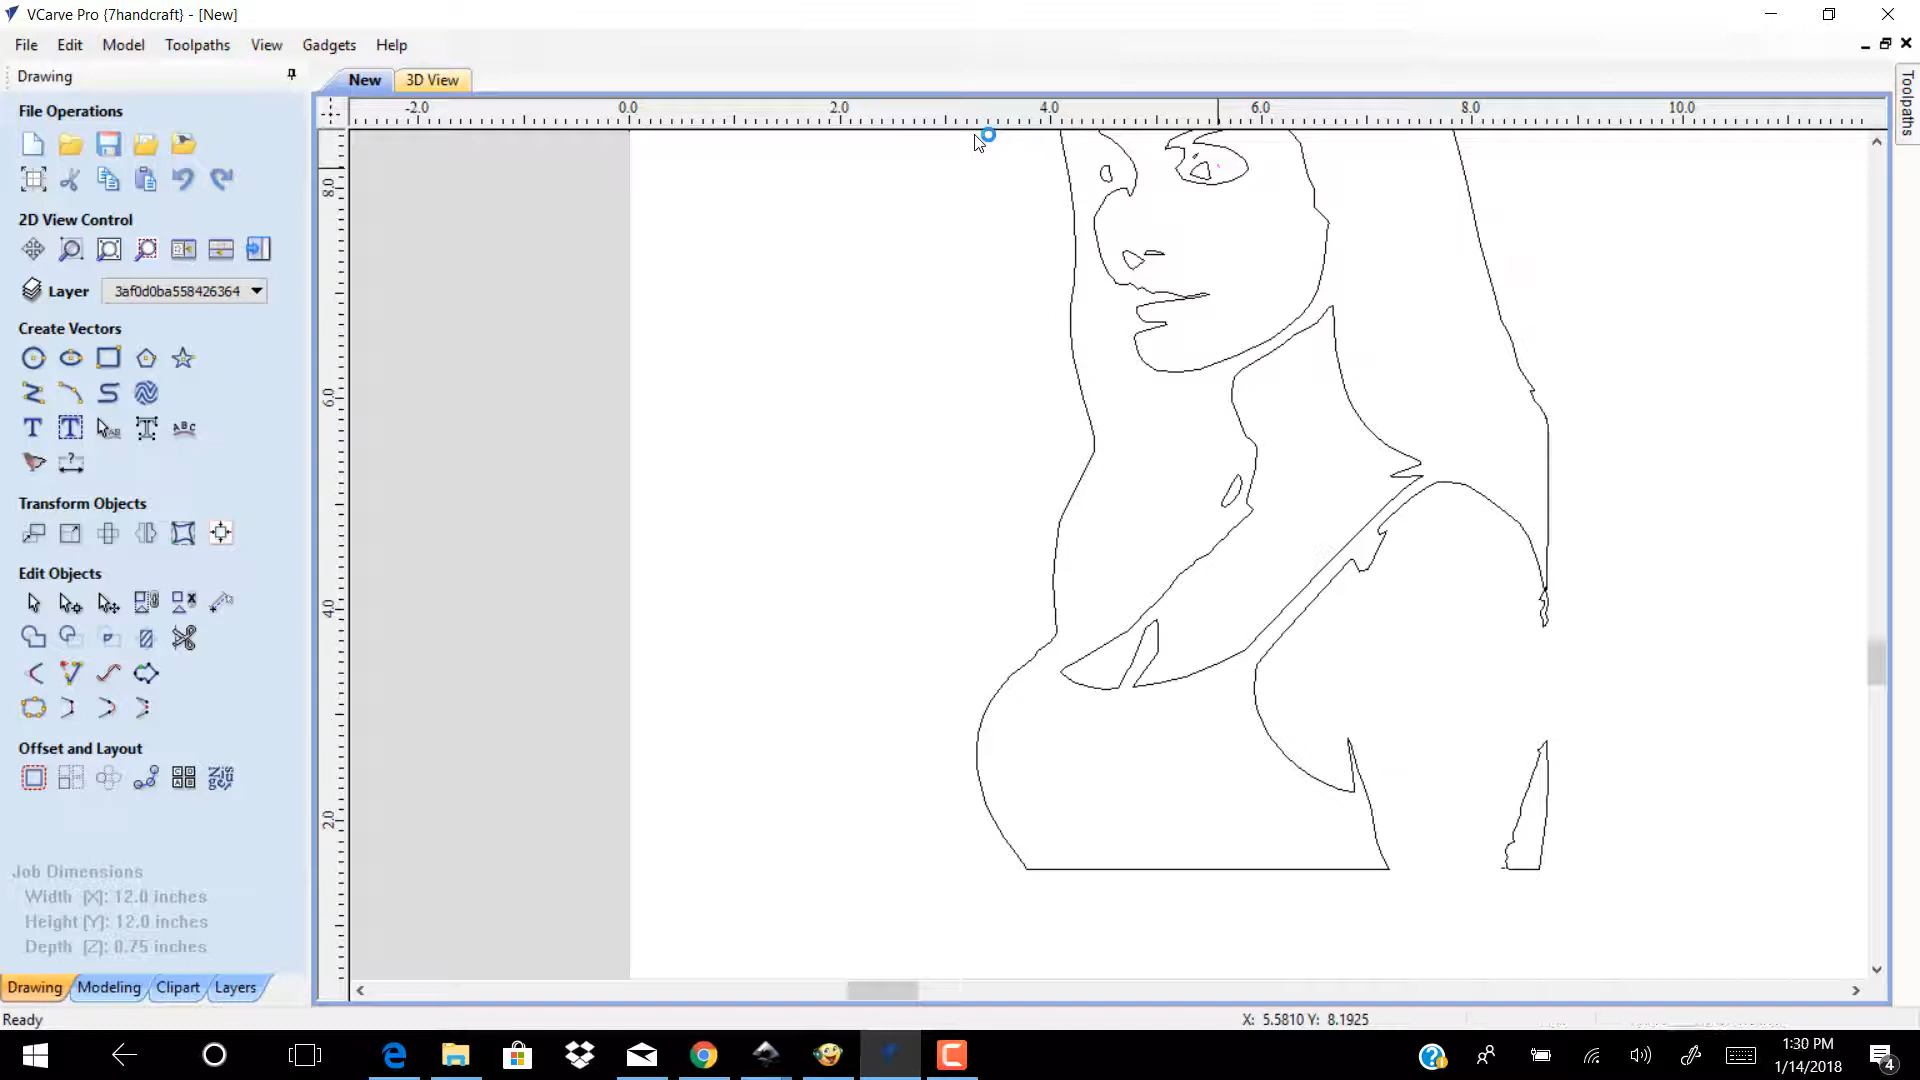 VCarve Pro {7handcraft} - [New]
File Edit Model Toolpaths View Gadgets Help
Drawing
New 3D View
Toolpaths
-2.0 0.0 2.0 4.0 6.0 8.0 10.0
File Operations
8.0
2D View Control
Layer 3af0d0ba558426364
Create Vectors
6.0
T T AB T ABC
?
Transform Objects
Edit Objects
4.0
Offset and Layout
2.0
Job Dimensions
Width [X]: 12.0 inches
Height [Y]: 12.0 inches
Depth [Z]: 0.75 inches
Drawing Modeling Clipart Layers
Ready
X: 5.5810 Y: 8.1925
1:30 PM
1/14/2018
4